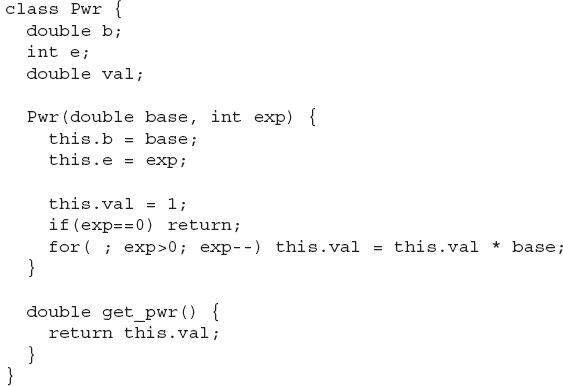 class Pwr {
  double b;
  int e;
  double val;

  Pwr(double base, int exp) {
    this.b = base;
    this.e = exp;

    this.val = 1;
    if(exp==0) return;
    for( ; exp>0; exp--) this.val = this.val * base;
  }

  double get_pwr() {
    return this.val;
  }
}